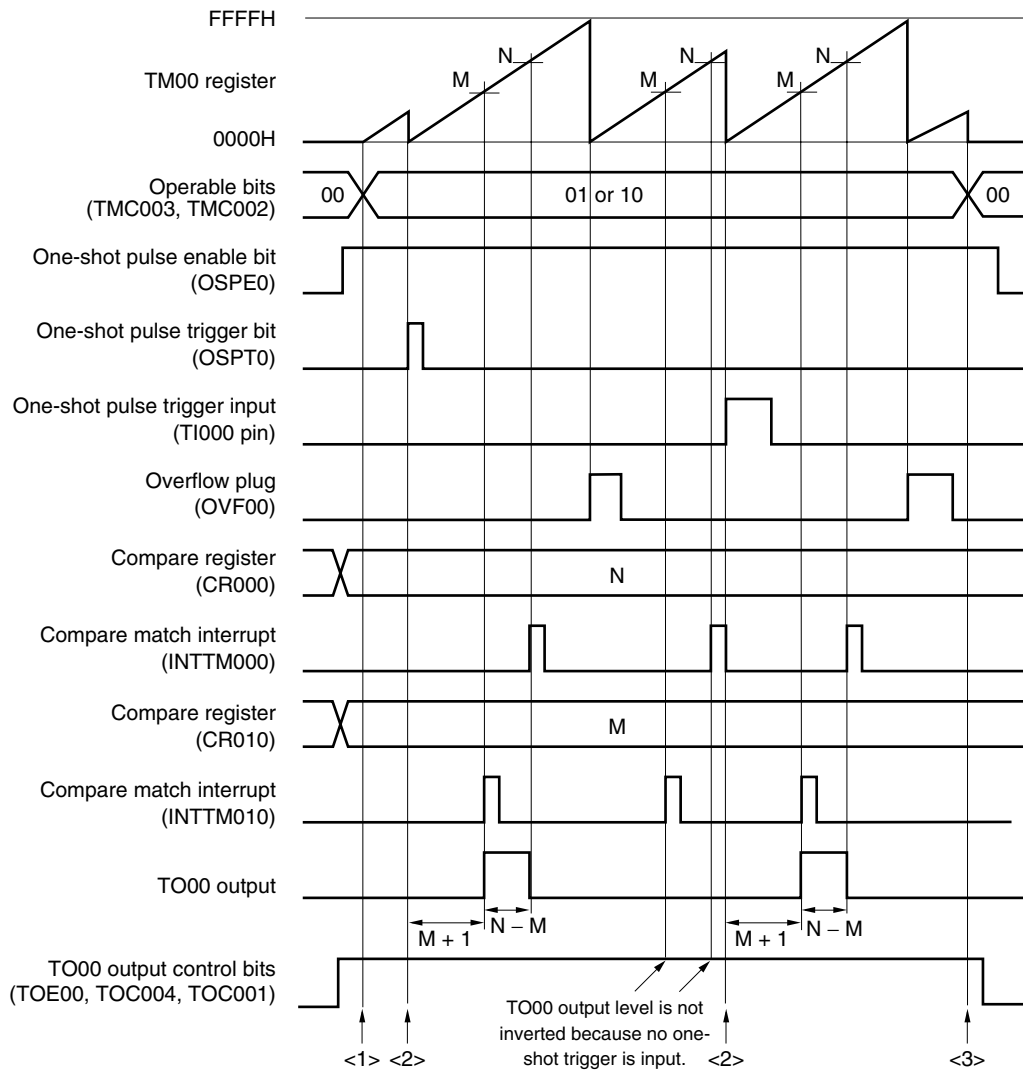 FFFFH
TM00 register
0000H
M
N
M
N
M
N
Operable bits
(TMC003, TMC002)
00
01 or 10
00
One-shot pulse enable bit
(OSPE0)
One-shot pulse trigger bit
(OSPT0)
One-shot pulse trigger input
(TI000 pin)
Overflow plug
(OVF00)
Compare register
(CR000)
N
Compare match interrupt
(INTTM000)
Compare register
(CR010)
M
Compare match interrupt
(INTTM010)
TO00 output
M + 1
N – M
M + 1
N – M
TO00 output control bits
(TOE00, TOC004, TOC001)
TO00 output level is not
inverted because no one-
shot trigger is input.
<1> <2>
<2>
<3>